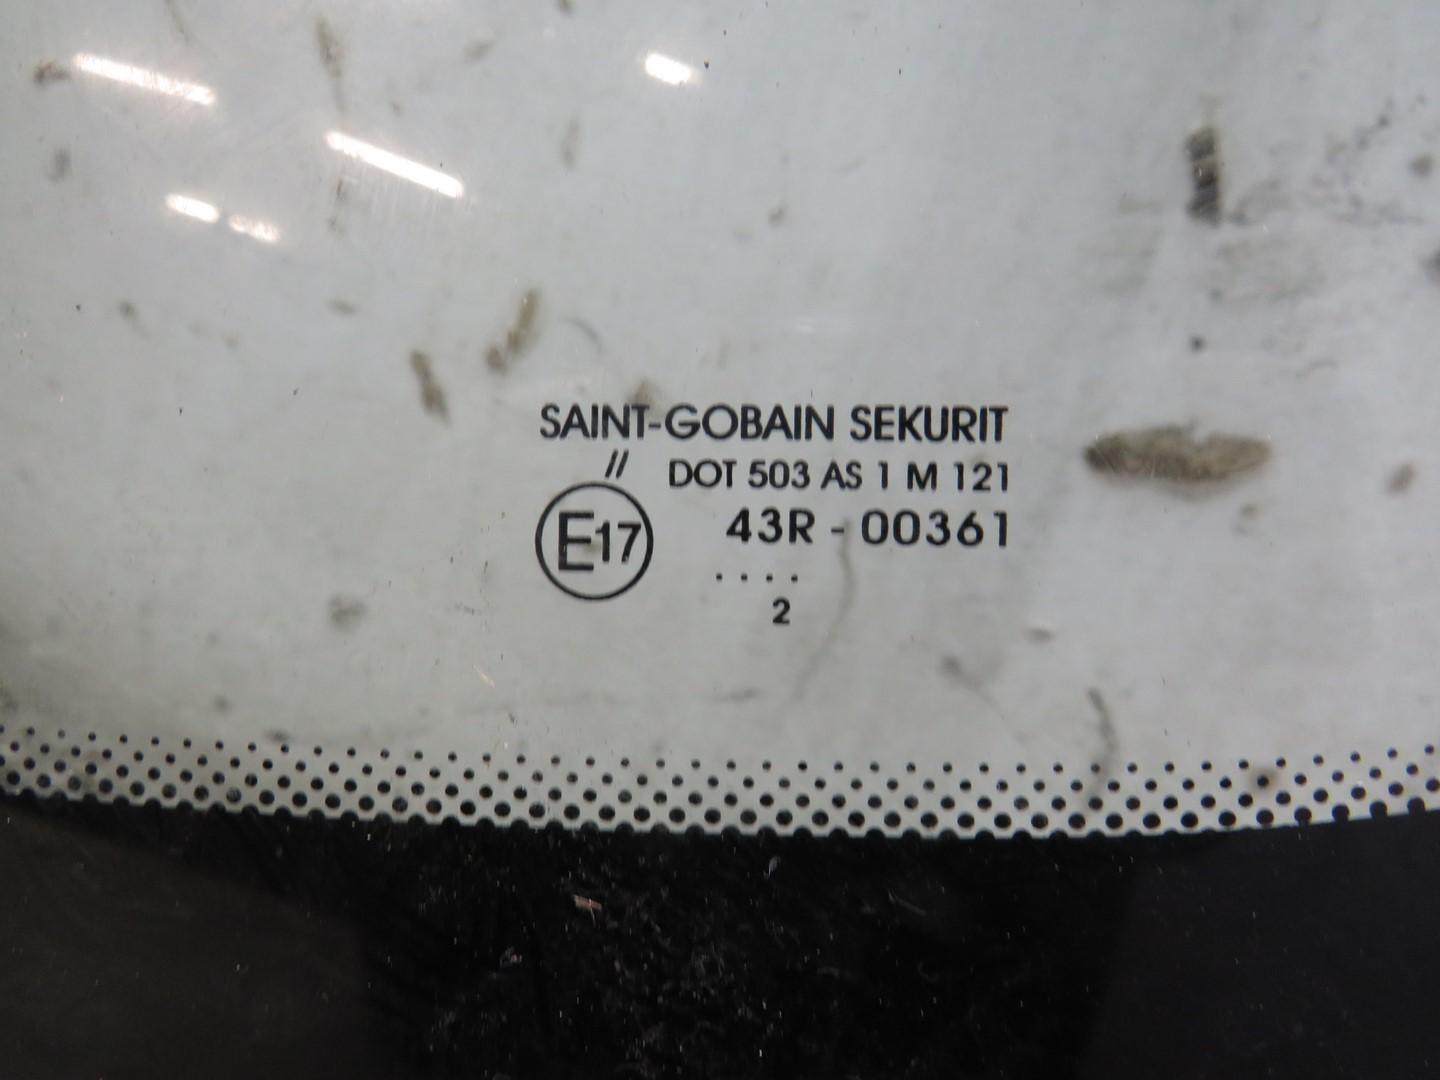 SAINT-GOBAIN SEKURIT
// DOT 503 AS 1 M 121
E17 43R - 00361
....
2